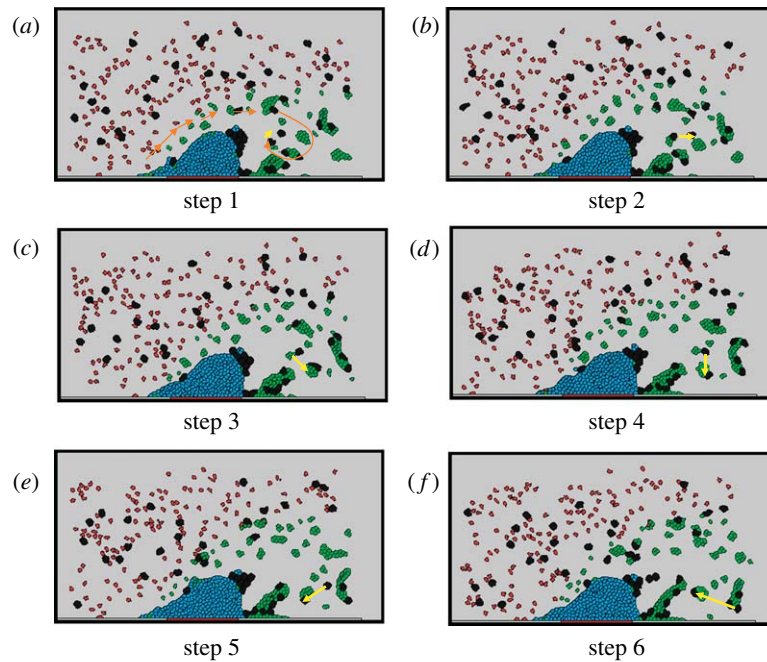 (a)
(b)
step 1
step 2
(c)
(d)
step 3
step 4
(e)
(f)
step 5
step 6